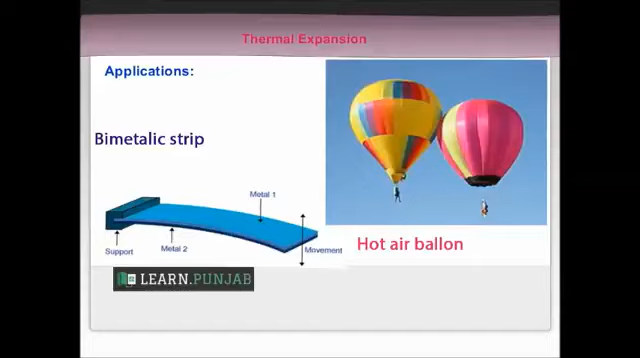 Thermal Expansion
Applications:
Bimetalic strip
Metal 1
Support
Metal 2
Movement
Hot air ballon
LEARN.PUNJAB